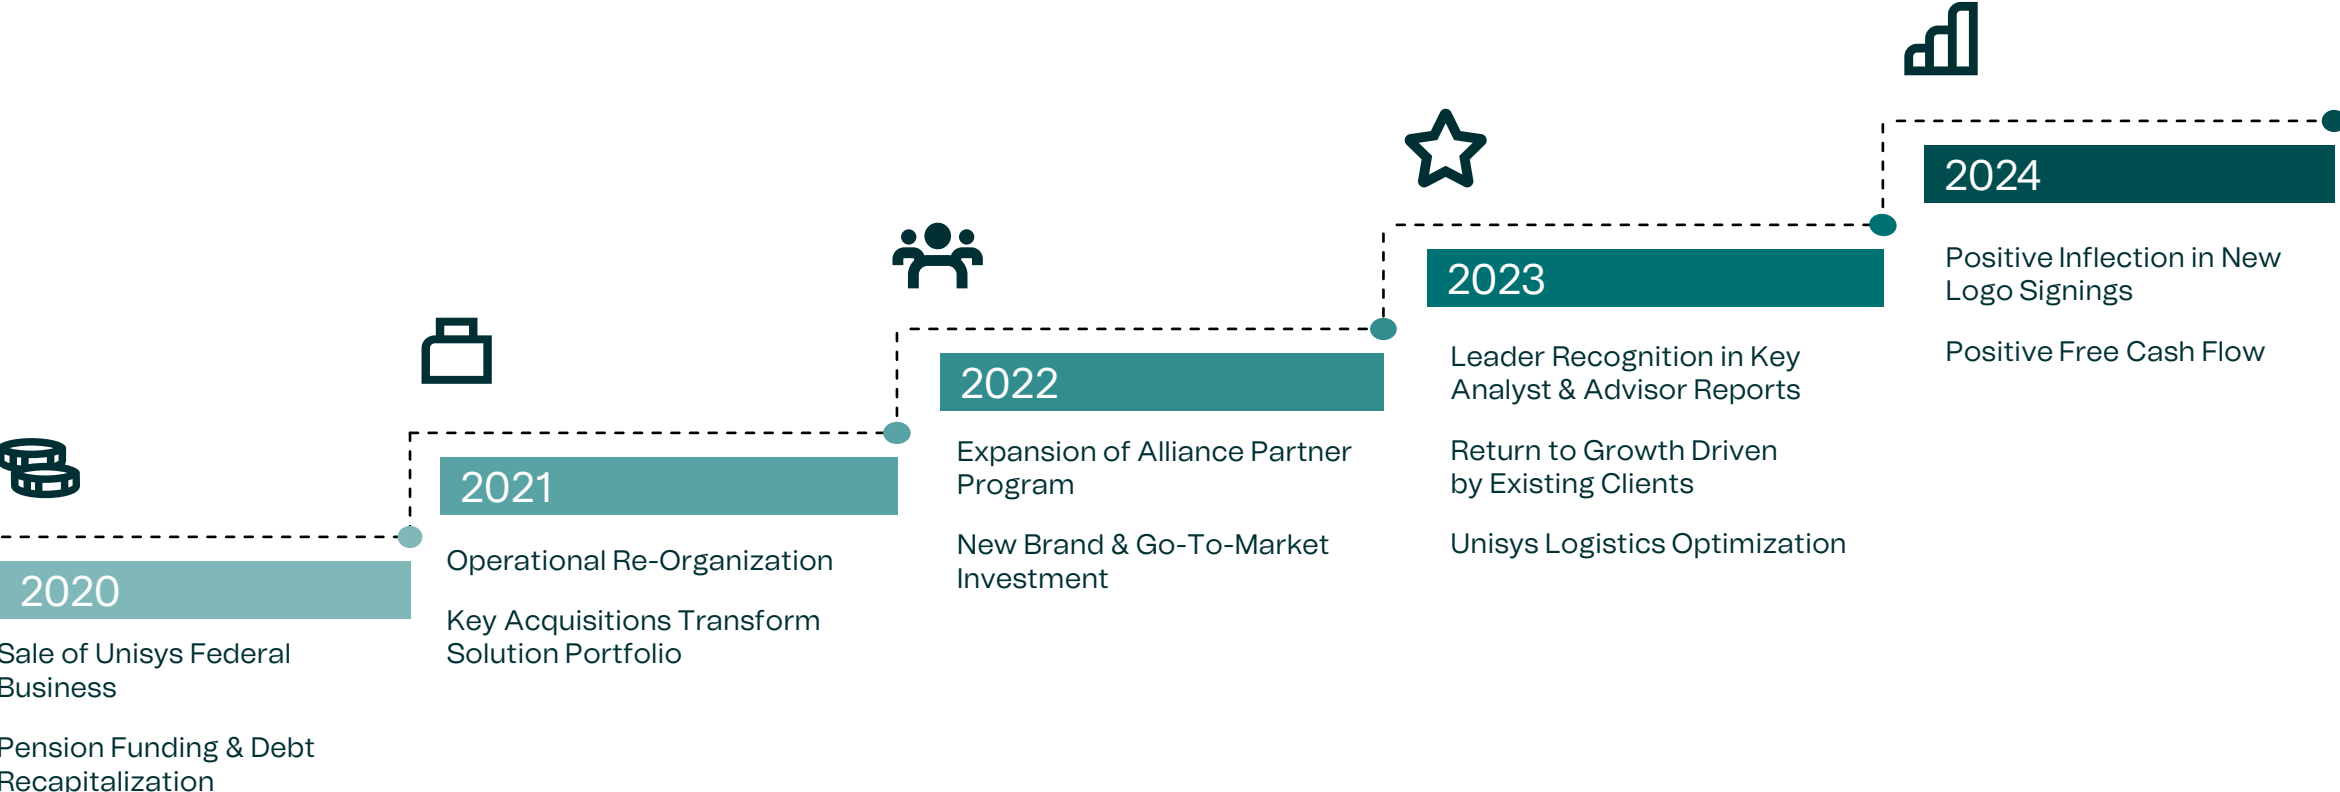 2020
Sale of Unisys Federal
Business
Pension Funding & Debt
Recapitalization
2021
Operational Re-Organization
Key Acquisitions Transform
Solution Portfolio
2022
Expansion of Alliance Partner
Program
New Brand & Go-To-Market
Investment
2023
Leader Recognition in Key
Analyst & Advisor Reports
Return to Growth Driven
by Existing Clients
Unisys Logistics Optimization
2024
Positive Inflection in New
Logo Signings
Positive Free Cash Flow